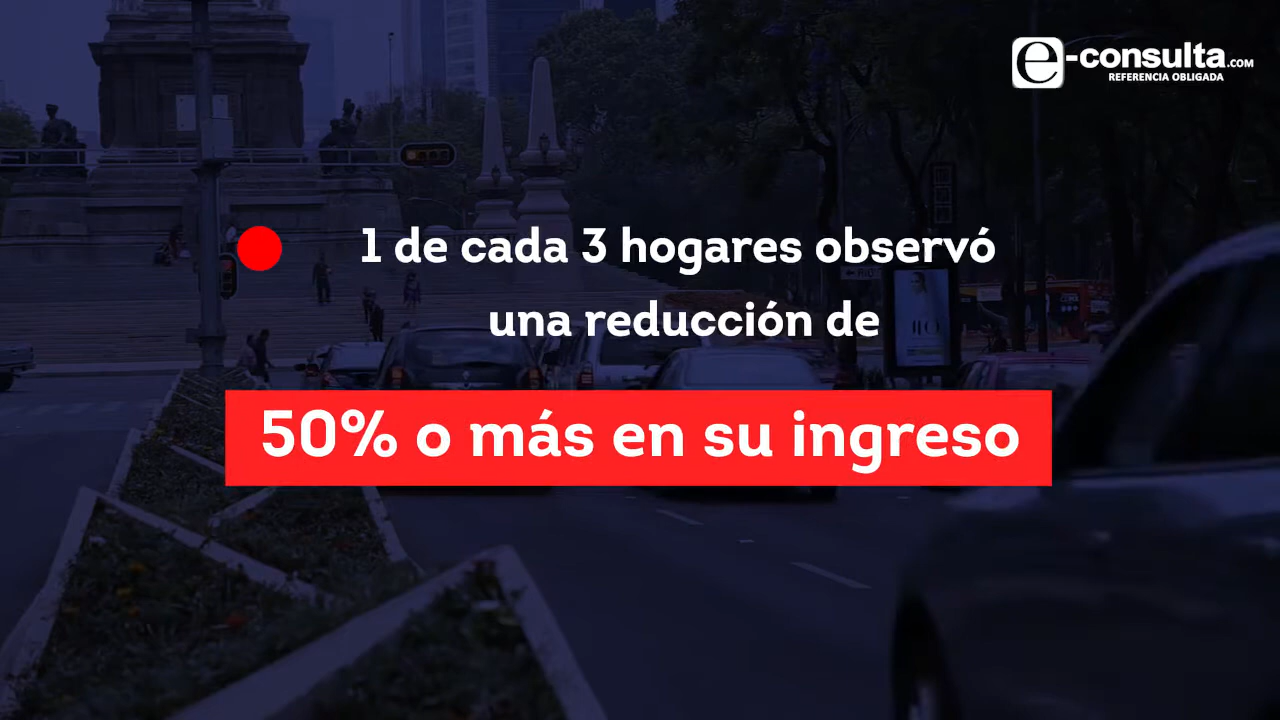 e-consulta.COM
REFERENCIA OBLIGADA
1 de cada 3 hogares observó
una reducción de
50% o más en su ingreso